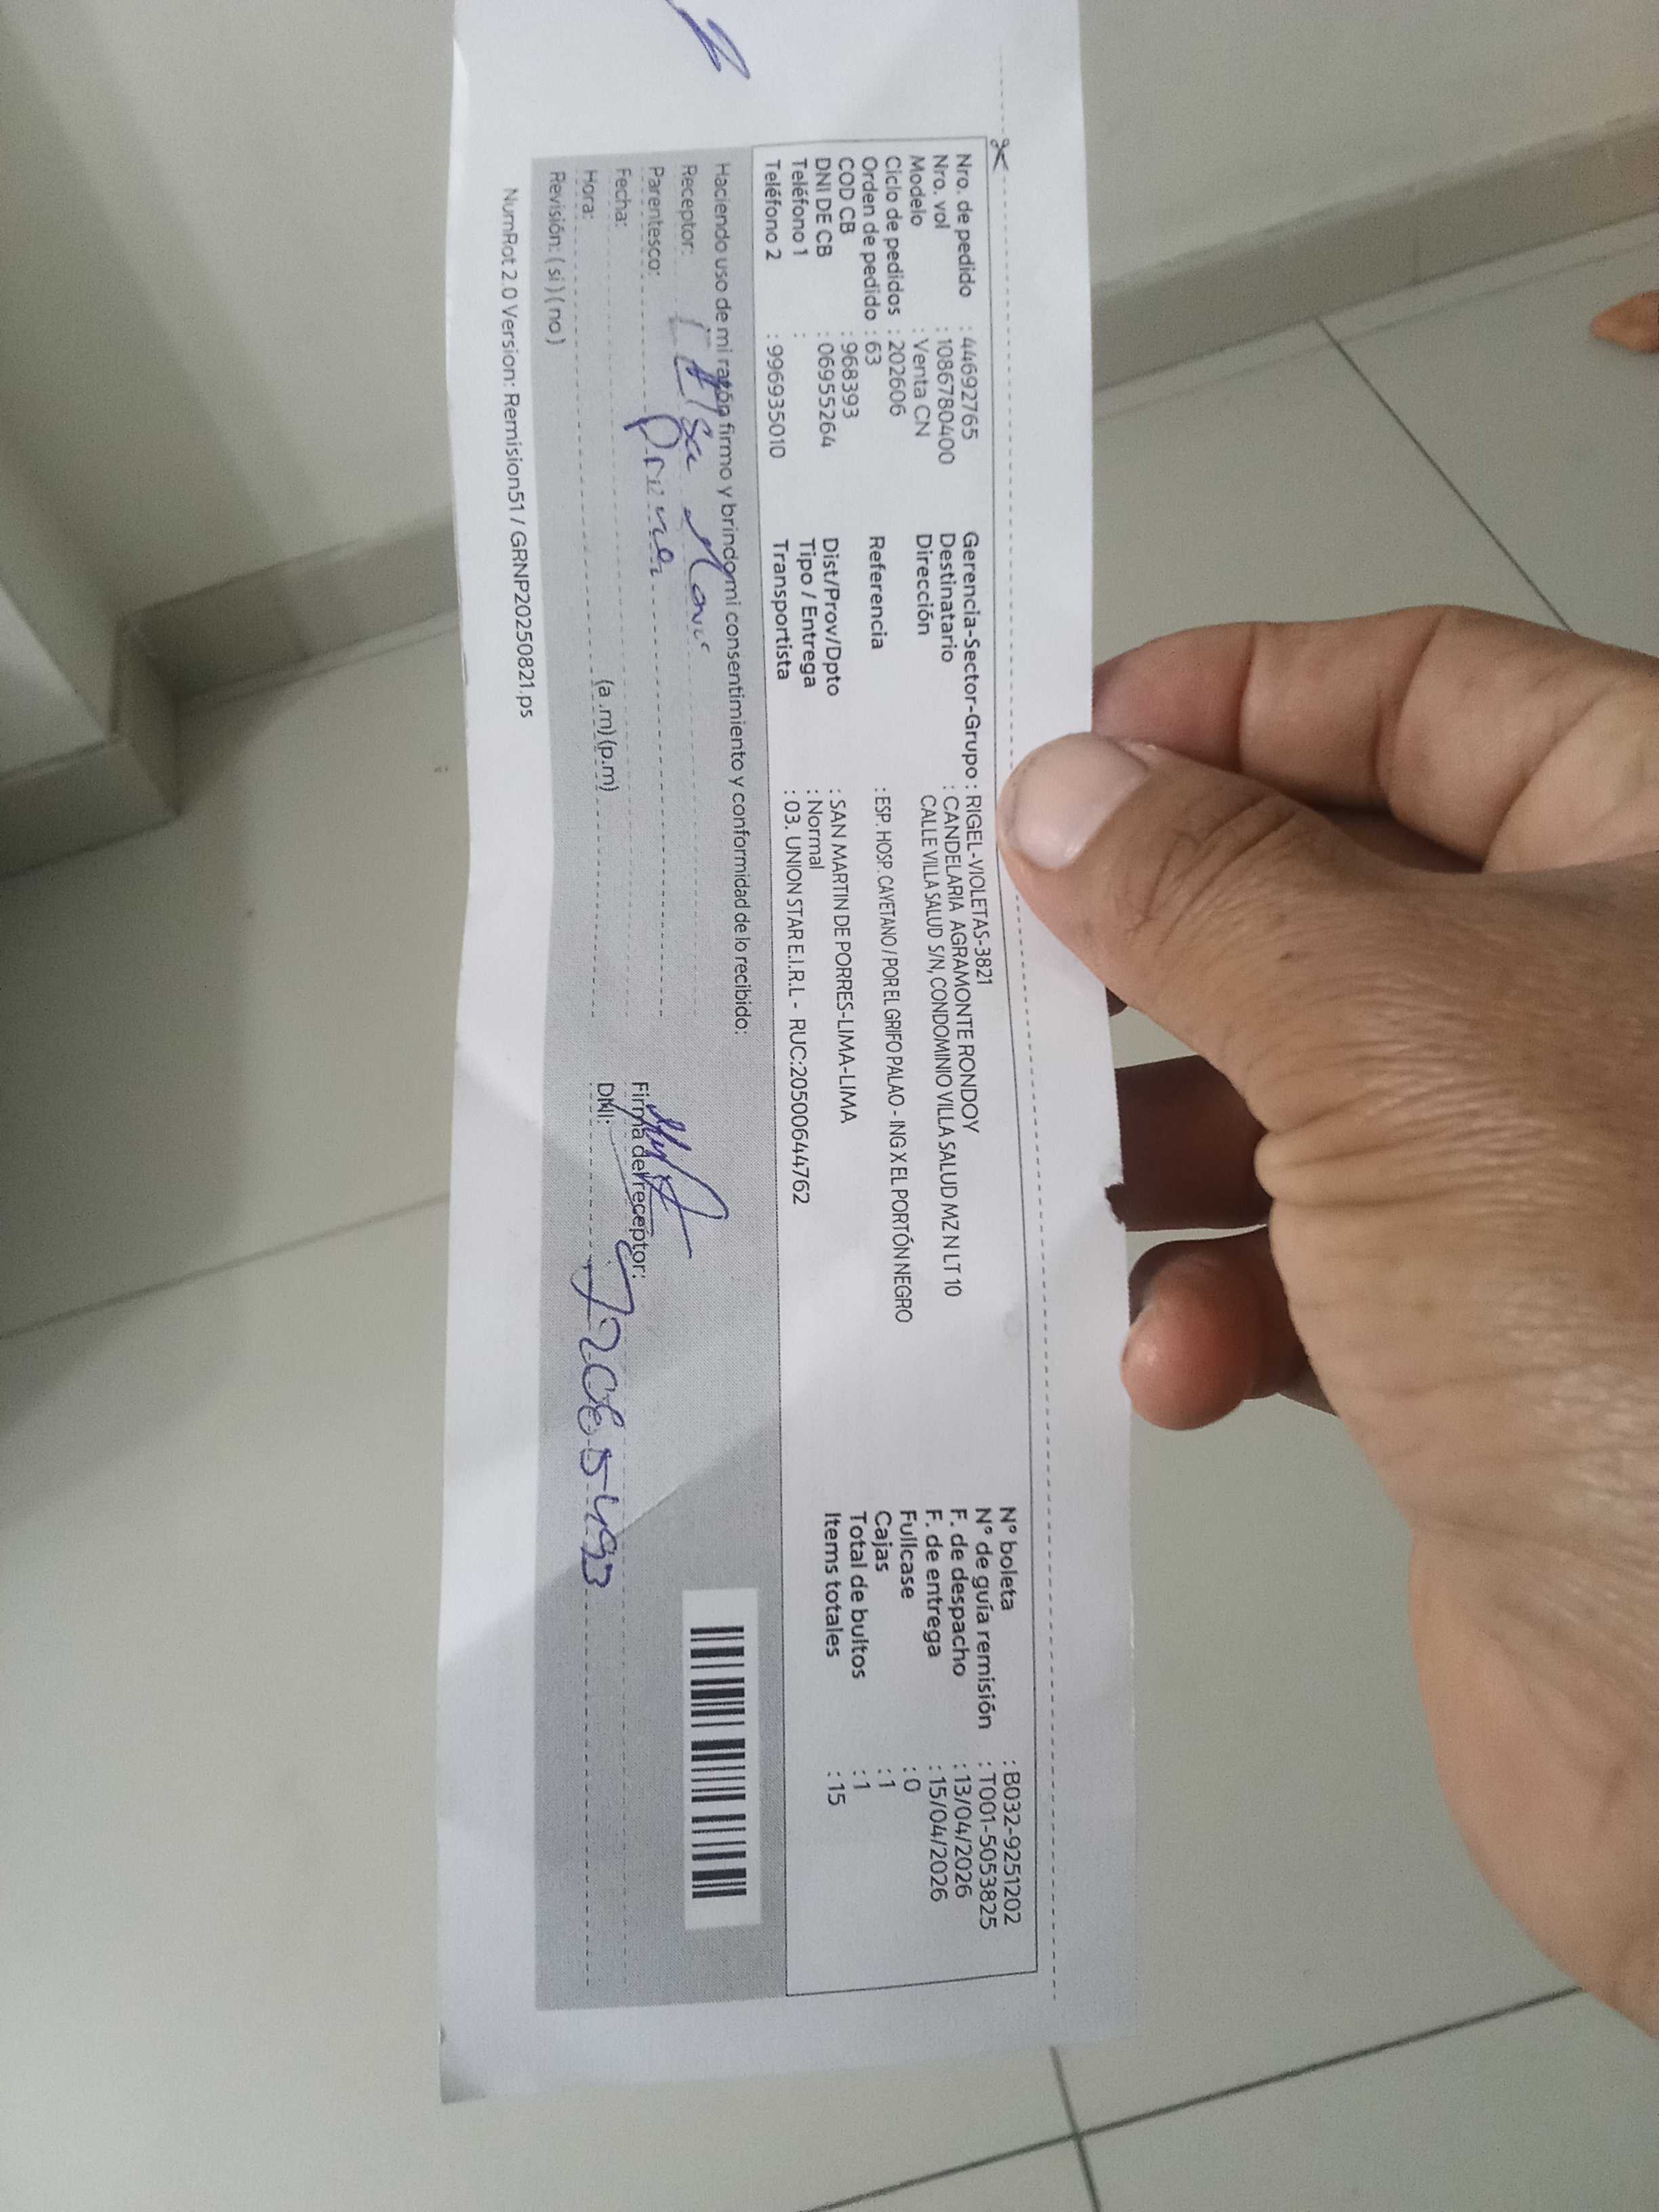 Nro. de pedido : 44692765
Nro. vol : 1086780400
Modelo : Venta CN
Ciclo de pedidos : 202606
Orden de pedido : 63
COD CB : 968393
DNI DE CB : 06955264
Teléfono 1 :
Teléfono 2 : 996935010
Gerencia-Sector-Grupo : RIGEL-VIOLETAS-3821
Destinatario : CANDELARIA AGRAMONTE RONDOY
Dirección CALLE VILLA SALUD S/N, CONDOMINIO VILLA SALUD MZ N LT 10
Referencia : ESP. HOSP. CAYETANO / POR EL GRIFO PALAO - ING X EL PORTÓN NEGRO
Dist/Prov/Dpto : SAN MARTIN DE PORRES-LIMA-LIMA
Tipo / Entrega : Normal
Transportista : 03. UNION STAR E.I.R.L - RUC:20500644762
N° boleta : B032-9251202
N° de guía remisión : T001-5053825
F. de despacho : 13/04/2026
F. de entrega : 15/04/2026
Fullcase : 0
Cajas : 1
Total de bultos : 1
Items totales : 15
Haciendo uso de mi razón firmo y brindo mi consentimiento y conformidad de lo recibido:
Receptor:
Parentesco:
Fecha:
Hora: (a .m) (p.m)
Revisión: ( si ) ( no )
Firma del receptor:
DNI:
NumRot 2.0 Version: Remision51 / GRNP20250821.ps